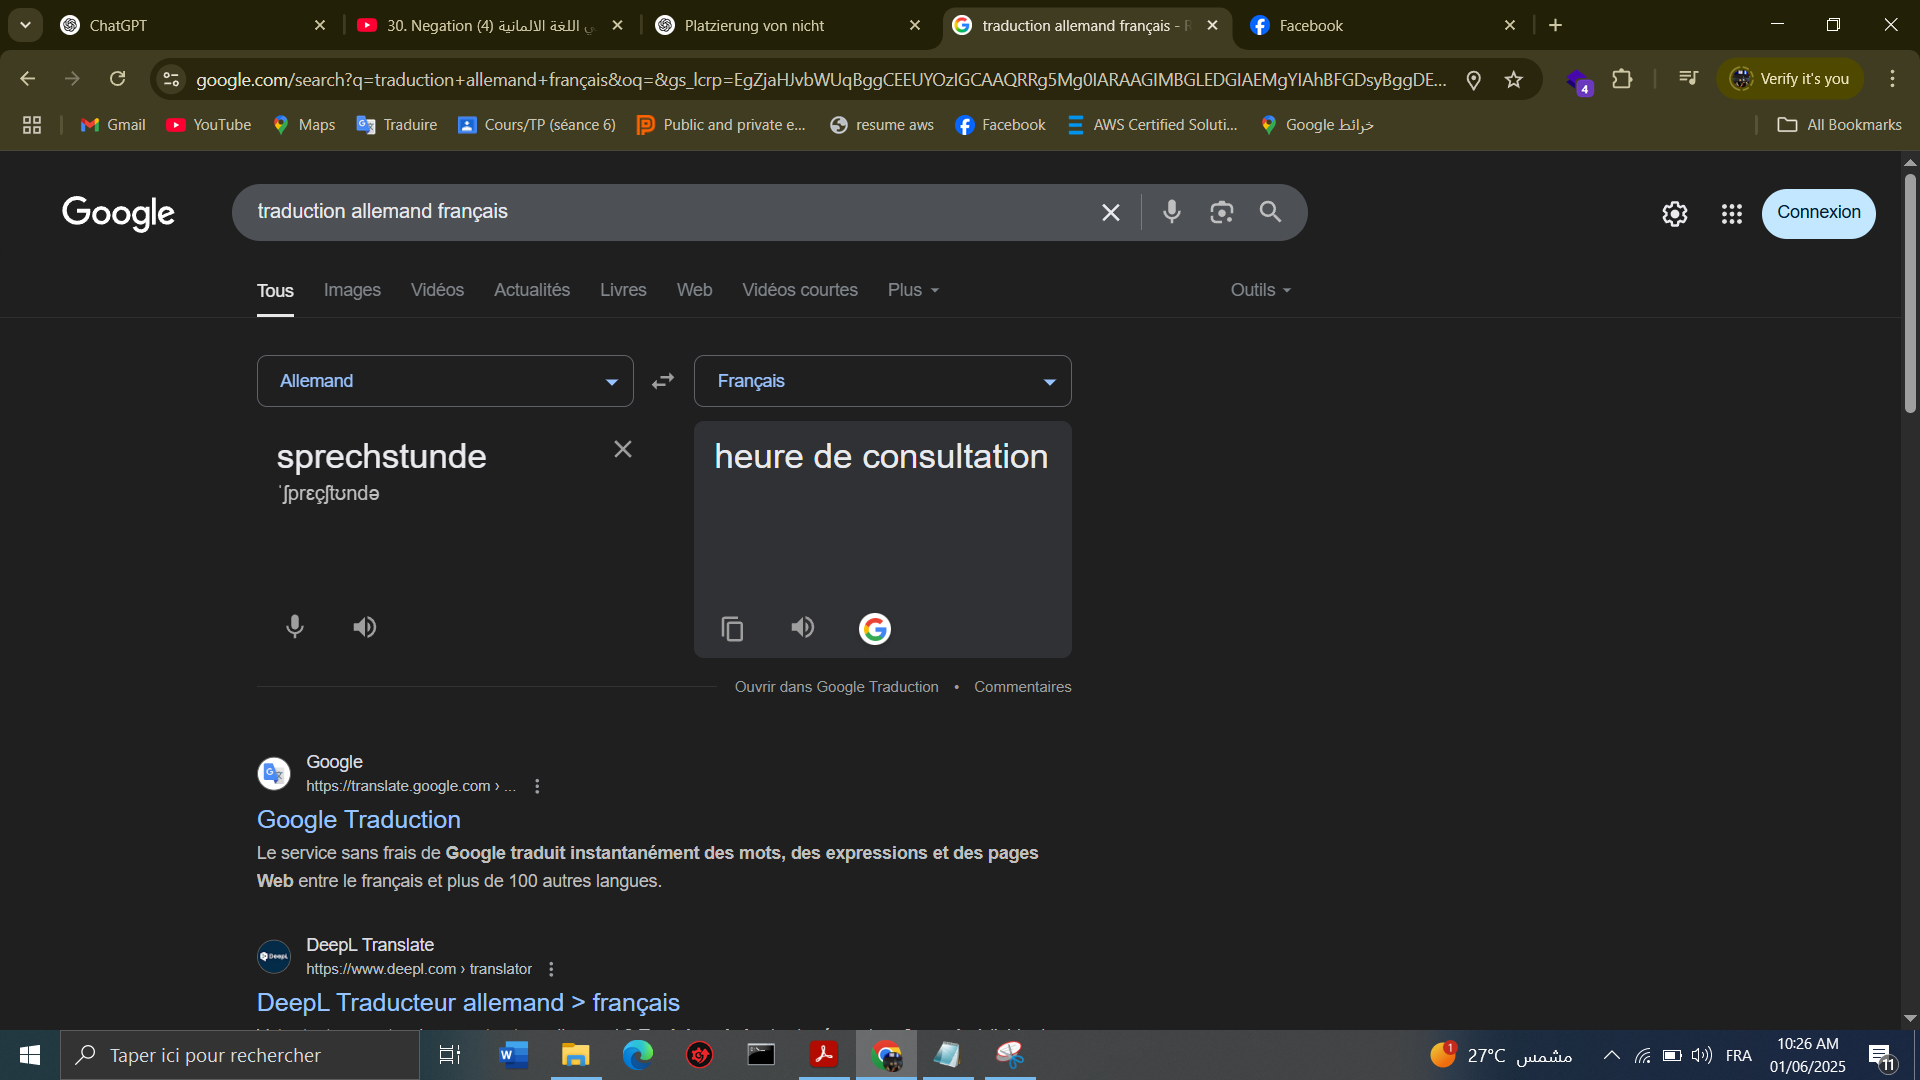 ChatGPT
30. Negation (4) ي اللغة الالمانية
Platzierung von nicht
traduction allemand français - R
Facebook
google.com/search?q=traduction+allemand+français&oq=&gs_lcrp=EgZjaHJvbWUqBggCEEUYOzIGCAAQRRg5Mg0IARAAGIMBGLEDGIAEMgYIAhBFGDsyBggDE...
4
Verify it's you
Gmail
YouTube
Maps
Traduire
Cours/TP (séance 6)
Public and private e...
resume aws
Facebook
AWS Certified Soluti...
Google خرائط
All Bookmarks
Google
traduction allemand français
Connexion
Tous
Images
Vidéos
Actualités
Livres
Web
Vidéos courtes
Plus
Outils
Allemand
Français
sprechstunde
ˈʃprɛçʃtʊndə
heure de consultation
Ouvrir dans Google Traduction • Commentaires
Google
https://translate.google.com › ...
Google Traduction
Le service sans frais de Google traduit instantanément des mots, des expressions et des pages
Web entre le français et plus de 100 autres langues.
DeepL
DeepL Translate
https://www.deepl.com › translator
DeepL Traducteur allemand > français
Taper ici pour rechercher
1
27°C مشمس
FRA
10:26 AM
01/06/2025
11